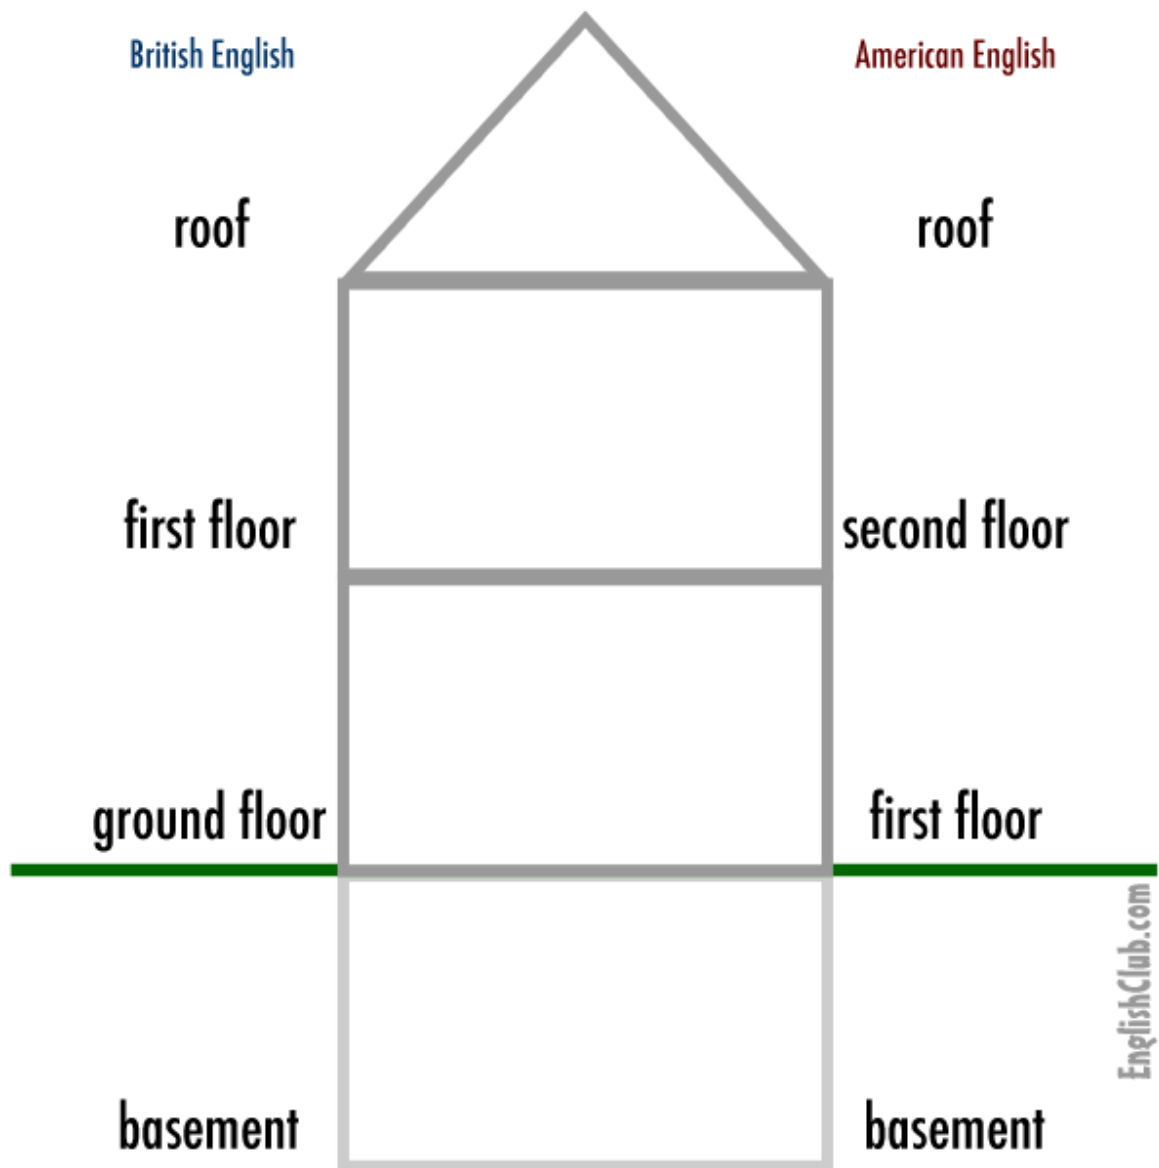 British English American English
roof roof
first floor second floor
ground floor first floor
EnglishClub.com
basement basement